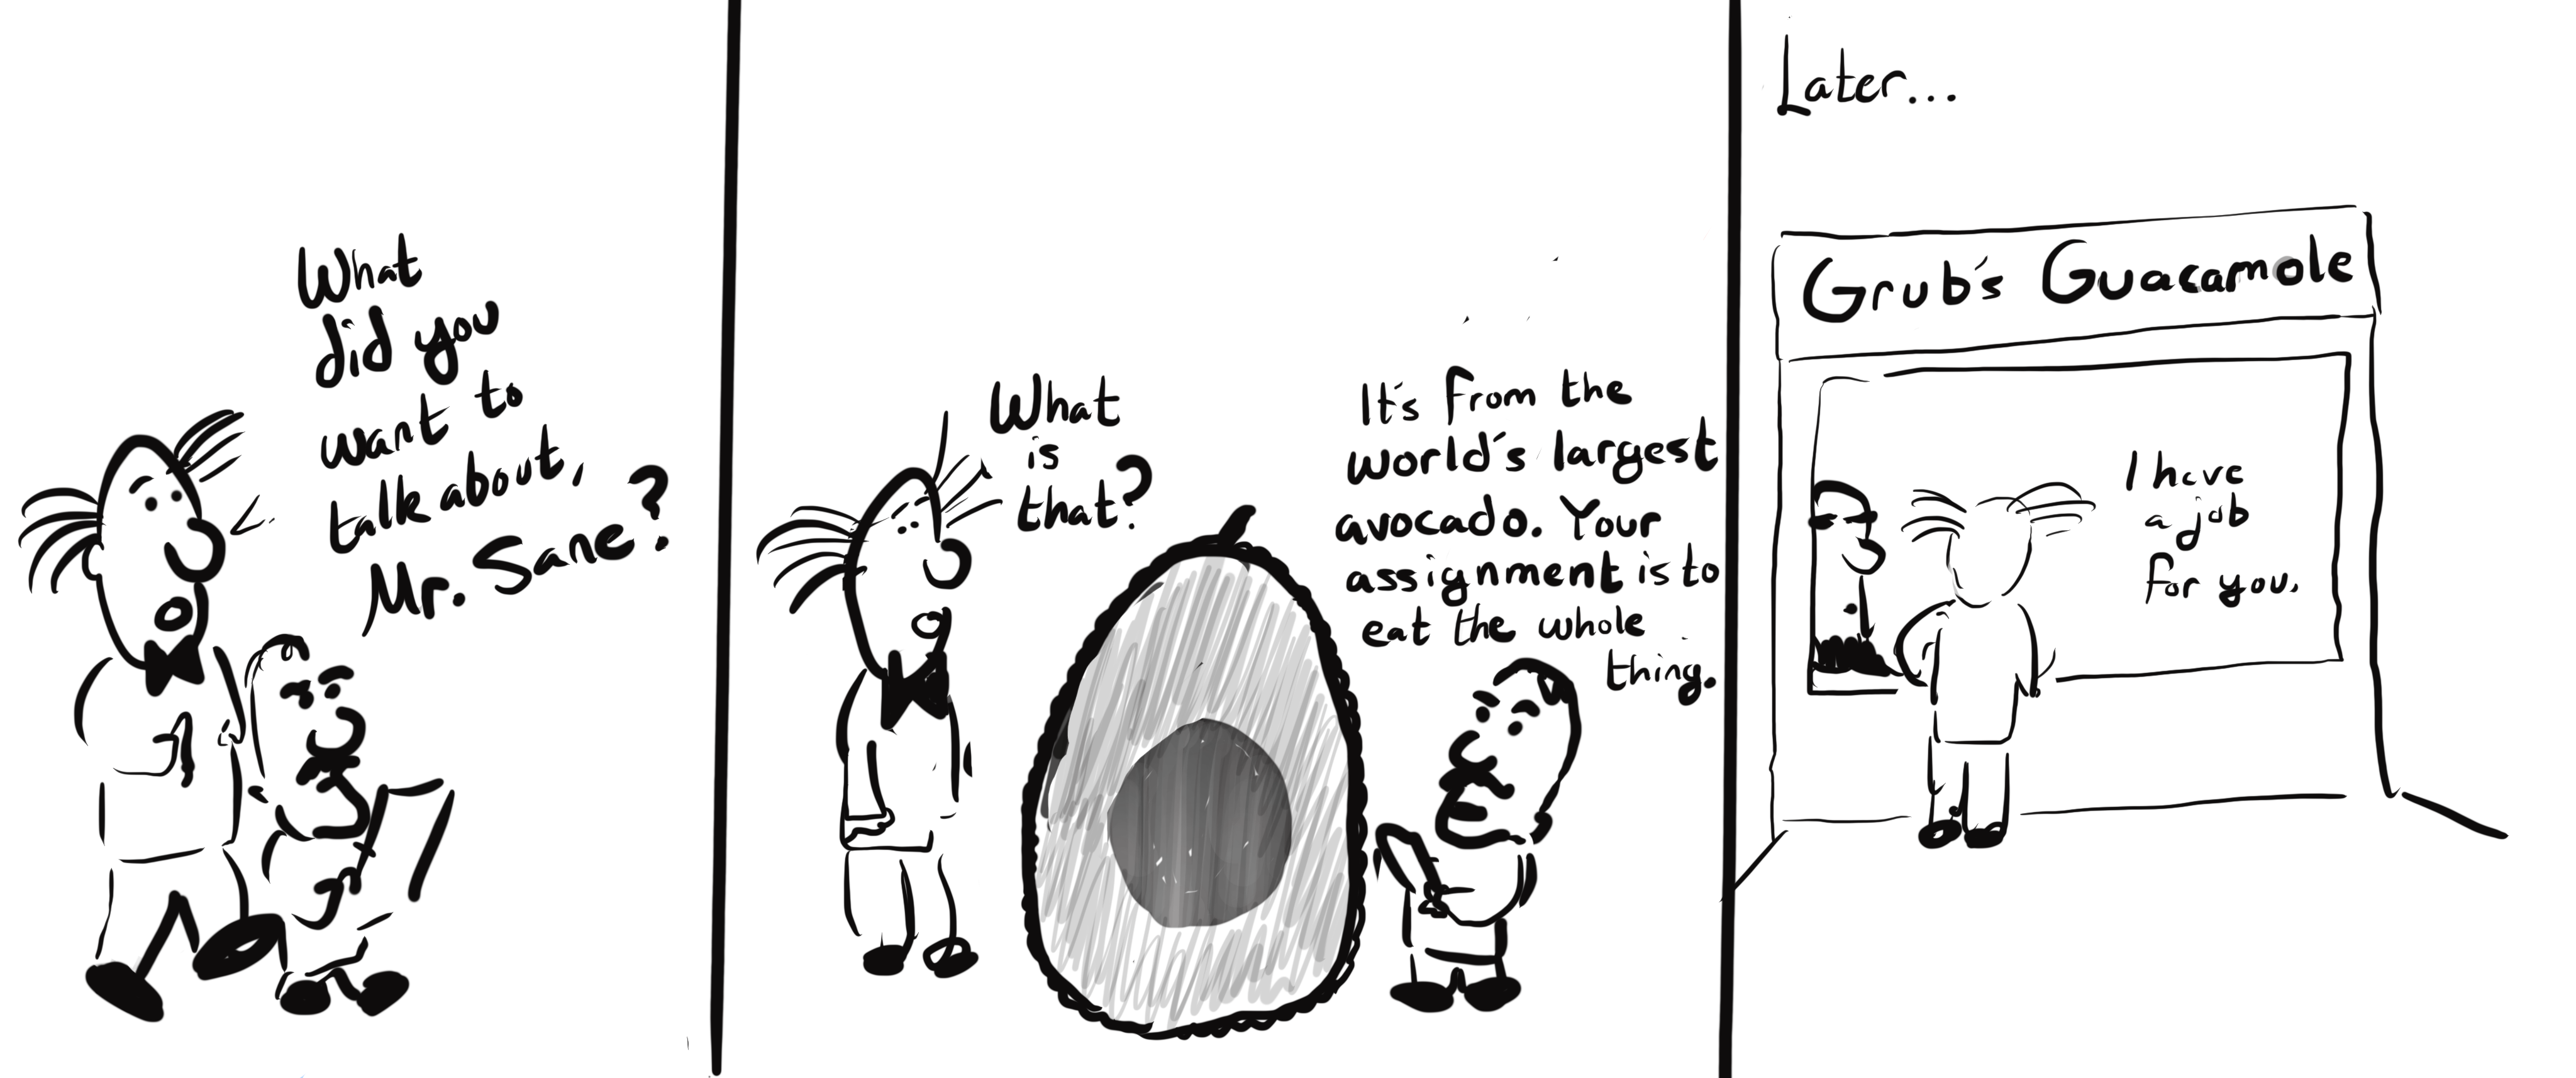 What
did you
want to
talk about,
Mr. Sane?
What
is
that?
It's from the
world's largest
avocado. Your
assignment is to
eat the whole
thing.
Later...
Grub's Guacamole
I have
a job
for you.